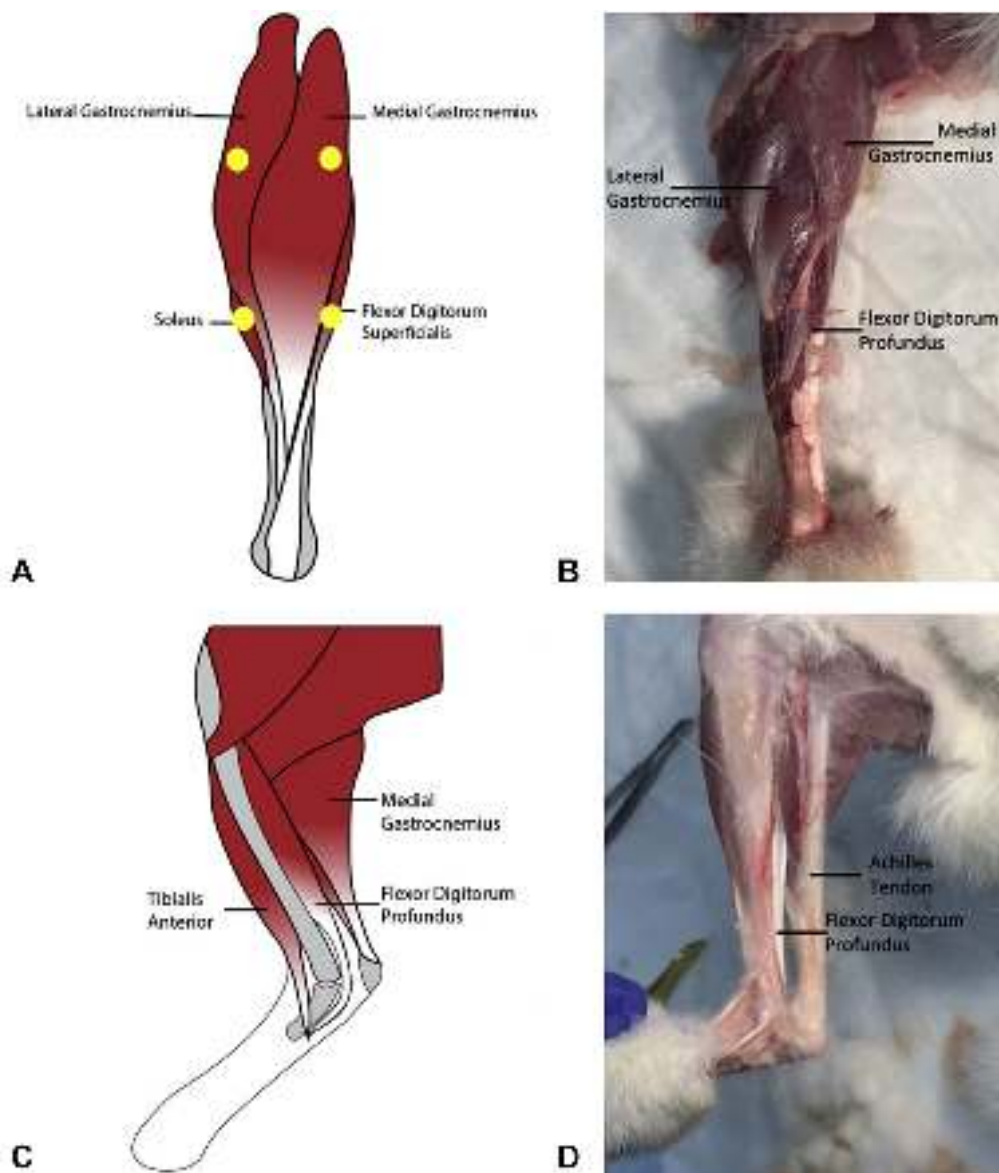 Lateral Gastrocnemius
Medial Gastrocnemius
Soleus
Flexor Digitorum
Superficialis
A
Medial
Gastrocnemius
Lateral
Gastrocnemius
Flexor Digitorum
Profundus
B
Medial
Gastrocnemius
Tibialis
Anterior
Flexor Digitorum
Profundus
C
Achilles
Tendon
Flexor Digitorum
Profundus
D